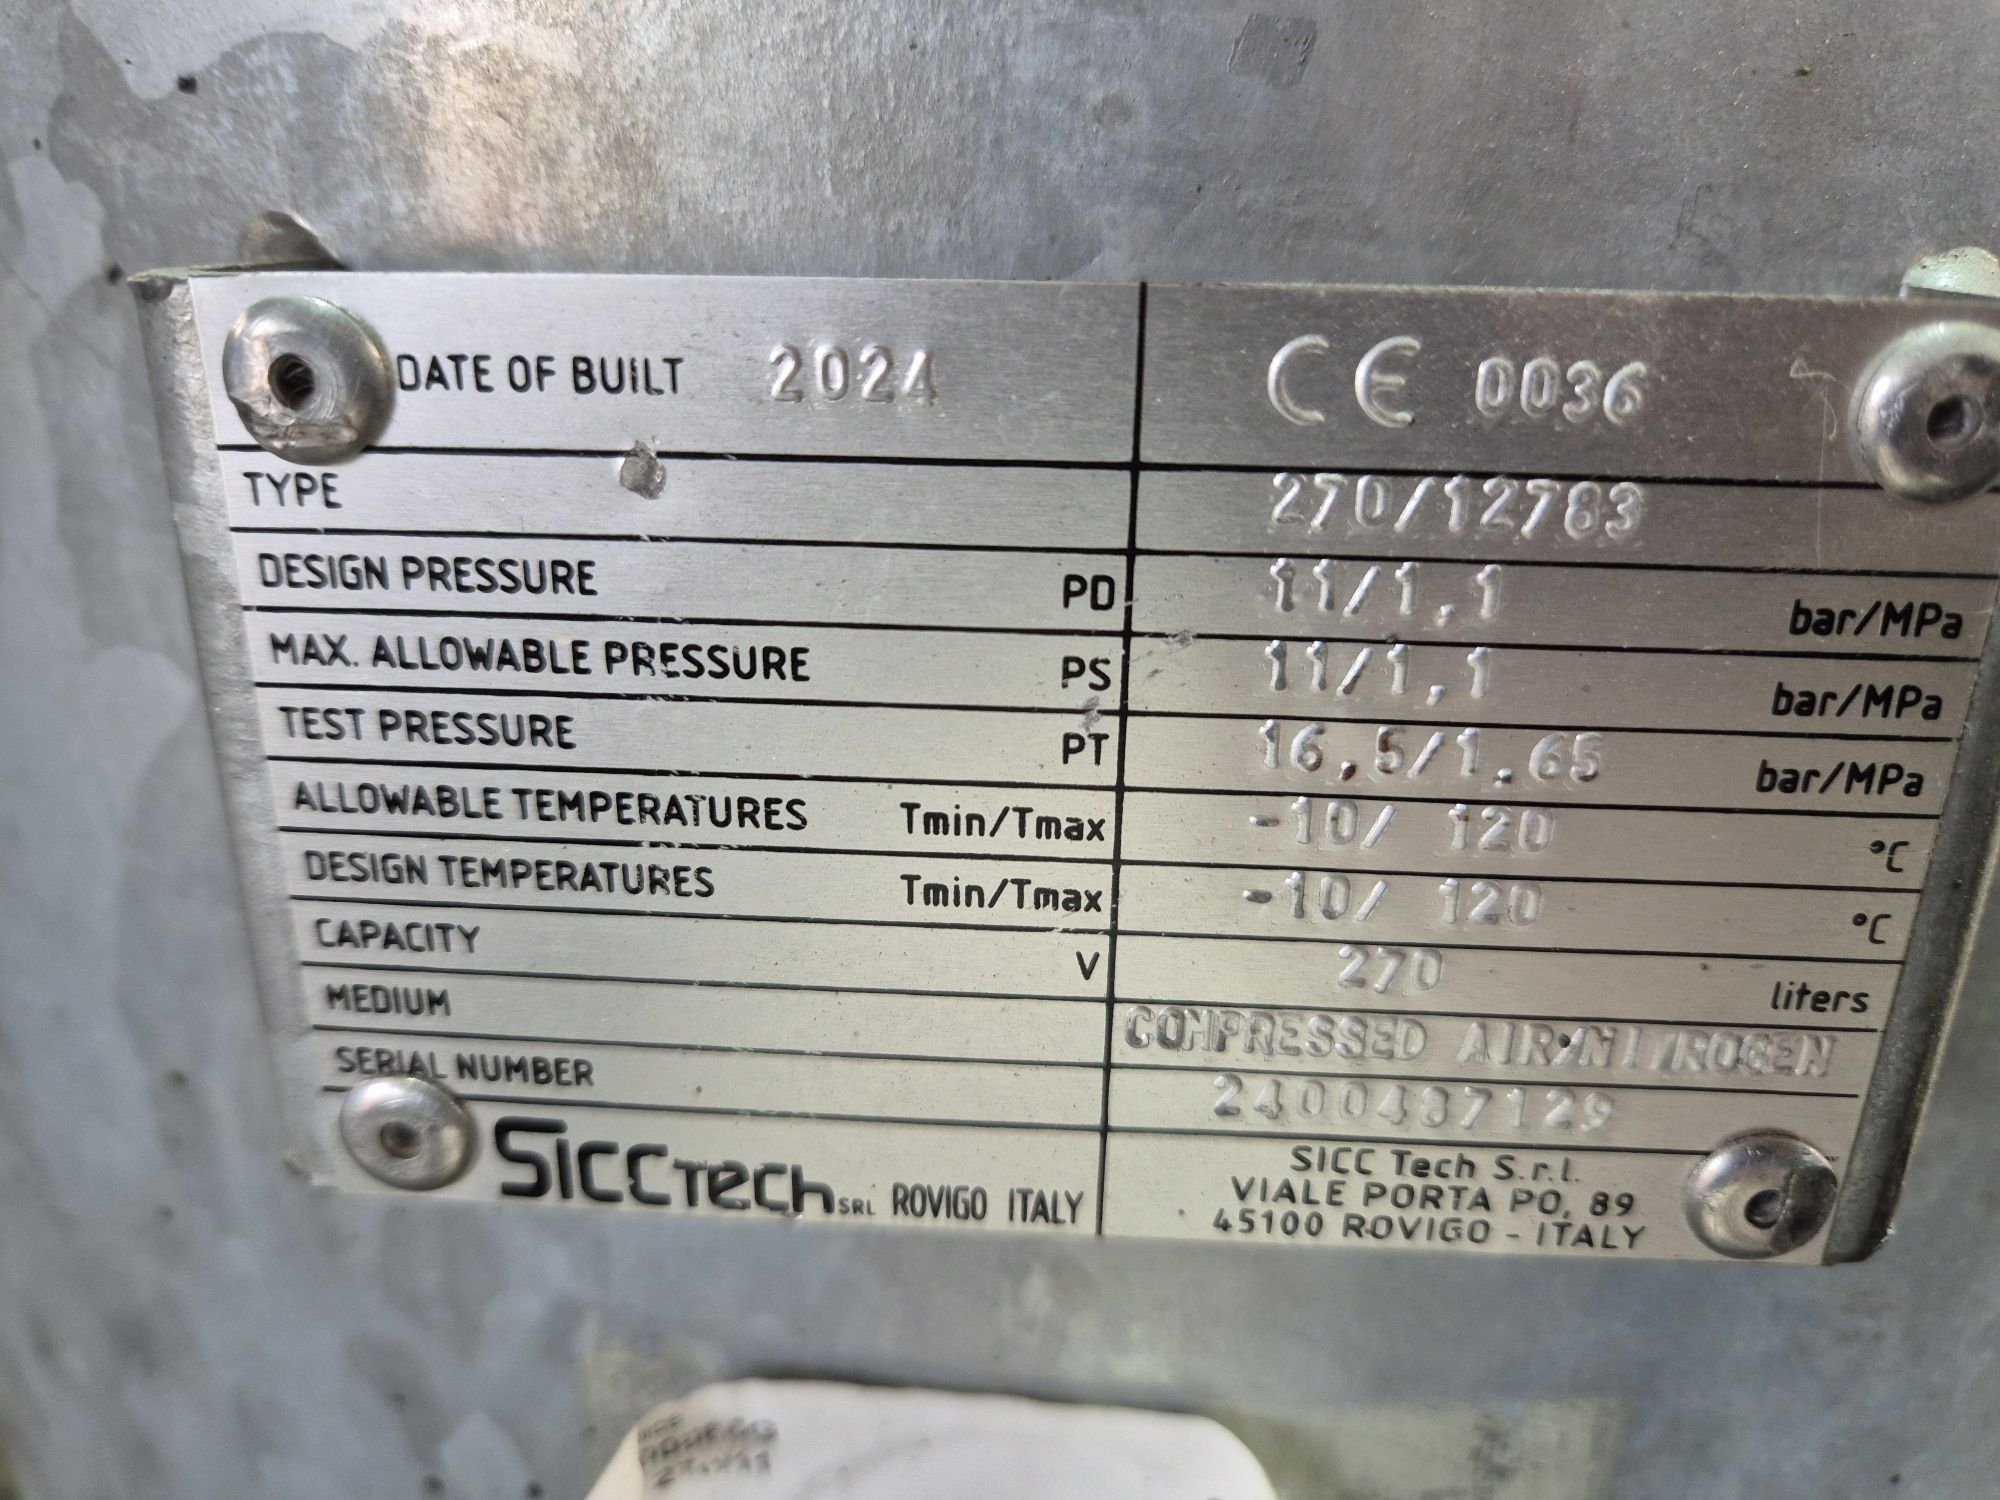 DATE OF BUILT 2024 CE 0036
TYPE 270/12783
DESIGN PRESSURE PD 11/1,1 bar/MPa
MAX. ALLOWABLE PRESSURE PS 11/1,1 bar/MPa
TEST PRESSURE PT 16,5/1.65 bar/MPa
ALLOWABLE TEMPERATURES Tmin/Tmax -10/ 120 °C
DESIGN TEMPERATURES Tmin/Tmax -10/ 120 °C
CAPACITY V 270 liters
MEDIUM COMPRESSED AIR/NITROGEN
SERIAL NUMBER 2400487129
SICCTech SRL ROVIGO ITALY
SICC Tech S.r.l.
VIALE PORTA PO, 89
45100 ROVIGO - ITALY